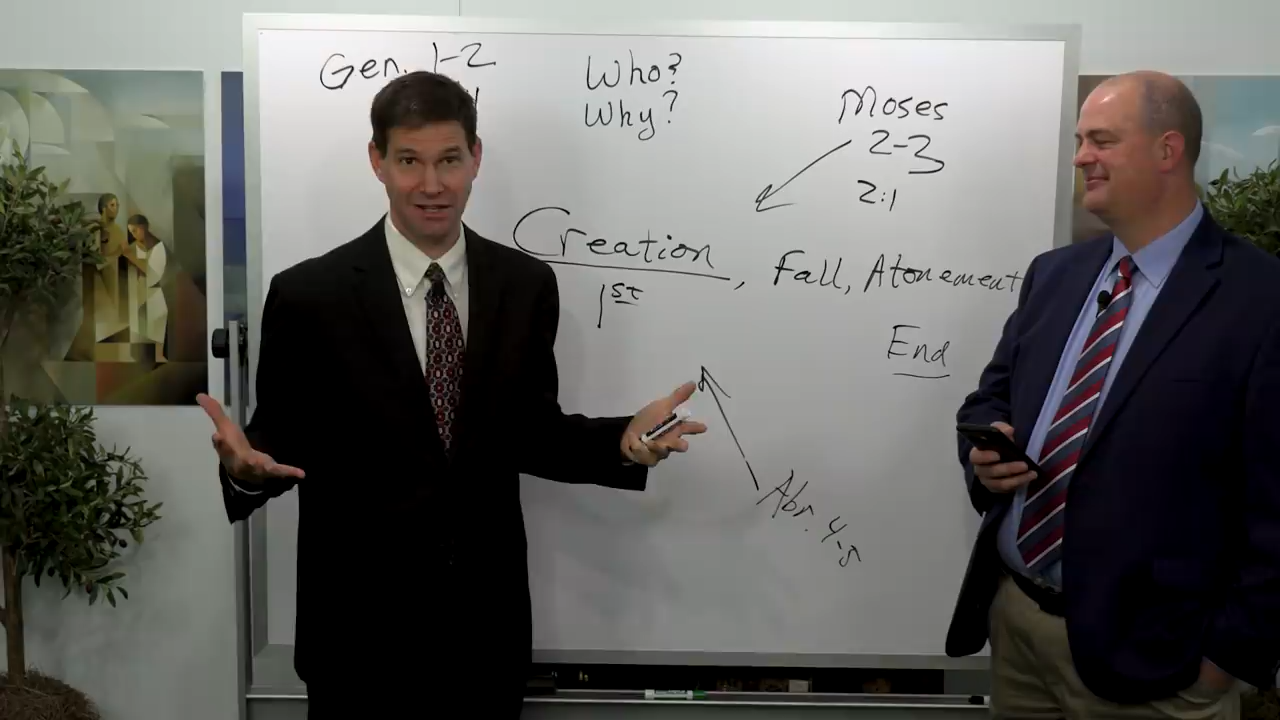 Gen. 1-2
Who?
Why?
Moses
2-3
2:1
Creation, Fall, Atonement
1st
End
Abr. 4-5